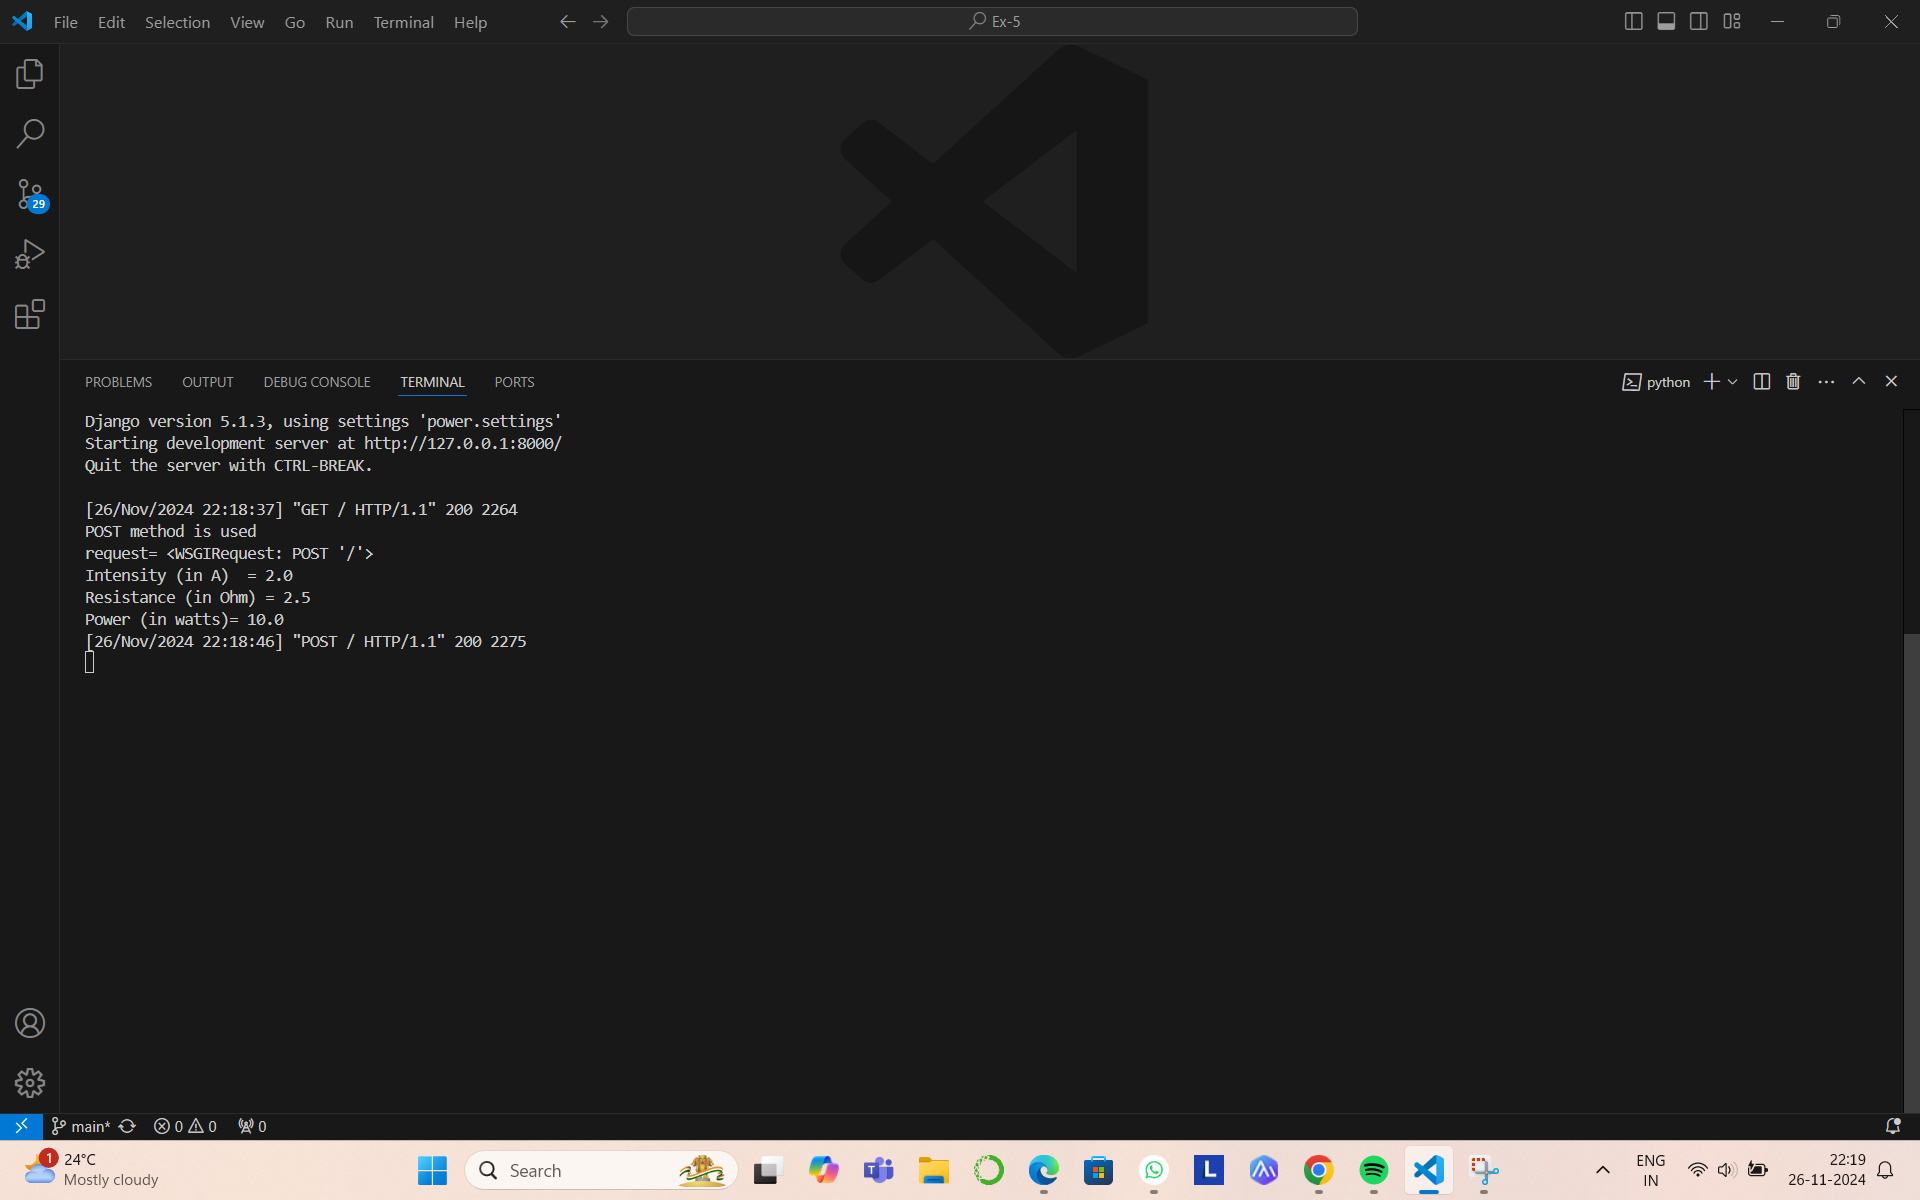 File Edit Selection View Go Run Terminal Help Ex-5
29
PROBLEMS OUTPUT DEBUG CONSOLE TERMINAL PORTS python
Django version 5.1.3, using settings 'power.settings'
Starting development server at http://127.0.0.1:8000/
Quit the server with CTRL-BREAK.
[26/Nov/2024 22:18:37] "GET / HTTP/1.1" 200 2264
POST method is used
request= <WSGIRequest: POST '/'>
Intensity (in A)  = 2.0
Resistance (in Ohm) = 2.5
Power (in watts)= 10.0
[26/Nov/2024 22:18:46] "POST / HTTP/1.1" 200 2275
main* 0 0 0
1 24°C
Mostly cloudy
Search
T
L
ENG
IN
22:19
26-11-2024